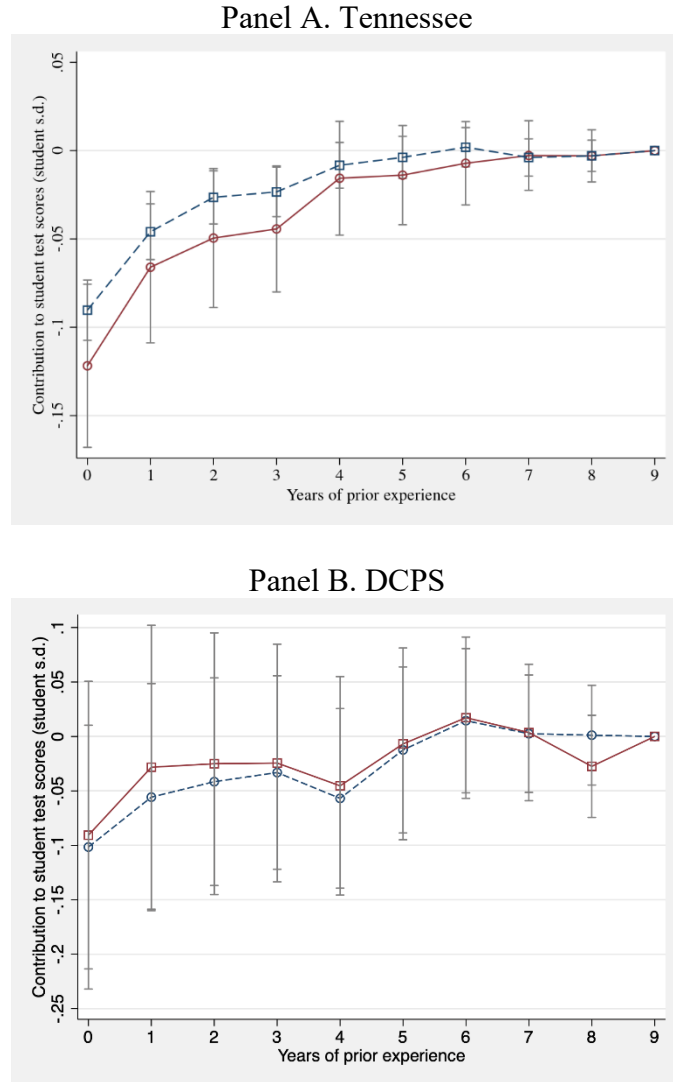 Panel A. Tennessee
Contribution to student test scores (student s.d.)
.05
0
-.05
-.1
-.15
0 1 2 3 4 5 6 7 8 9
Years of prior experience
Panel B. DCPS
Contribution to student test scores (student s.d.)
.1
.05
0
-.05
-.1
-.15
-.2
-.25
0 1 2 3 4 5 6 7 8 9
Years of prior experience